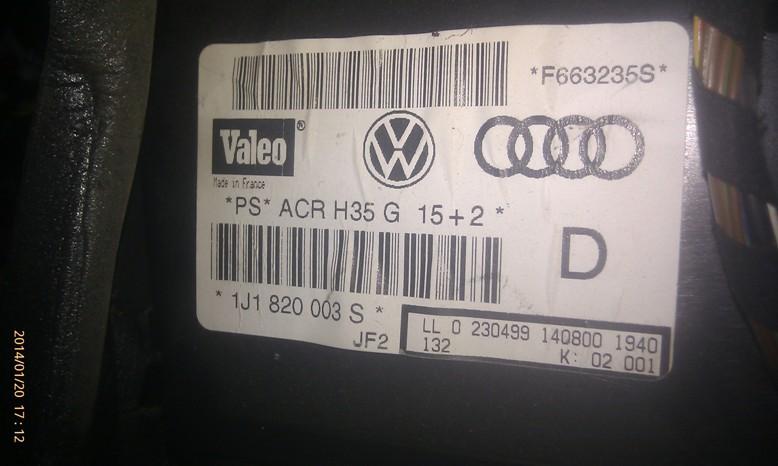 *F663235S*
Valeo®
Made in France
*PS* ACR H35 G 15+2 *
D
* 1J1 820 003 S *
JF2
LL 0 230499 140800 1940
132 K: 02 001
2014/01/20 17:12